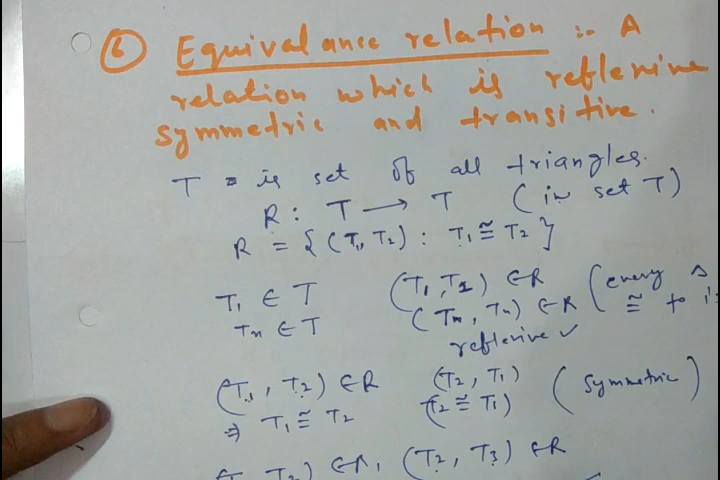 ⑥ Equivalance relation :- A
relation which is reflexive
symmetric and transitive.
T = is set of all triangles.
R : T → T (in set T)
R = { (T₁, T₂) : T₁ ≅ T₂ }
T₁ ∈ T (T₁, T₁) ∈ R (every Δ
Tₙ ∈ T (Tₙ, Tₙ) ∈ R ≅ to
reflexive ✓
(T₁, T₂) ∈ R (T₂, T₁) (symmetric)
⇒ T₁ ≅ T₂ (T₂ ≅ T₁)
T₂) ∈ R, (T₂, T₃) ∈ R